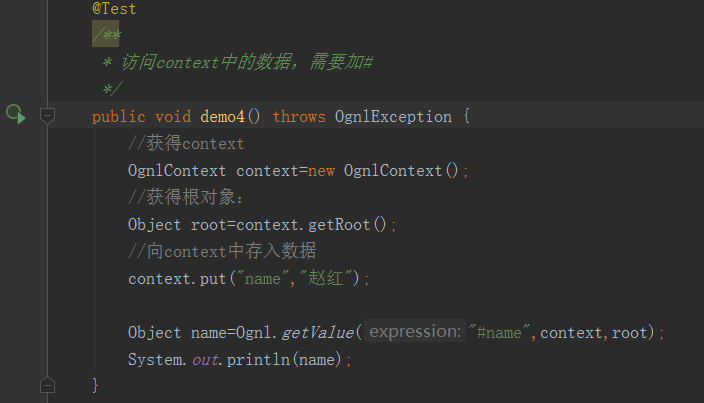 @Test
/**
 * 访问context中的数据，需要加#
 */
public void demo4() throws OgnlException {
    //获得context
    OgnlContext context=new OgnlContext();
    //获得根对象：
    Object root=context.getRoot();
    //向context中存入数据
    context.put("name","赵红");
    Object name=Ognl.getValue( expression: "#name",context,root);
    System.out.println(name);
}